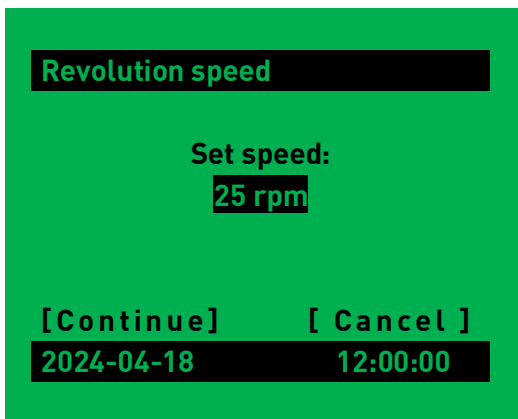 Revolution speed
Set speed:
25 rpm
[Continue] [ Cancel ]
2024-04-18 12:00:00